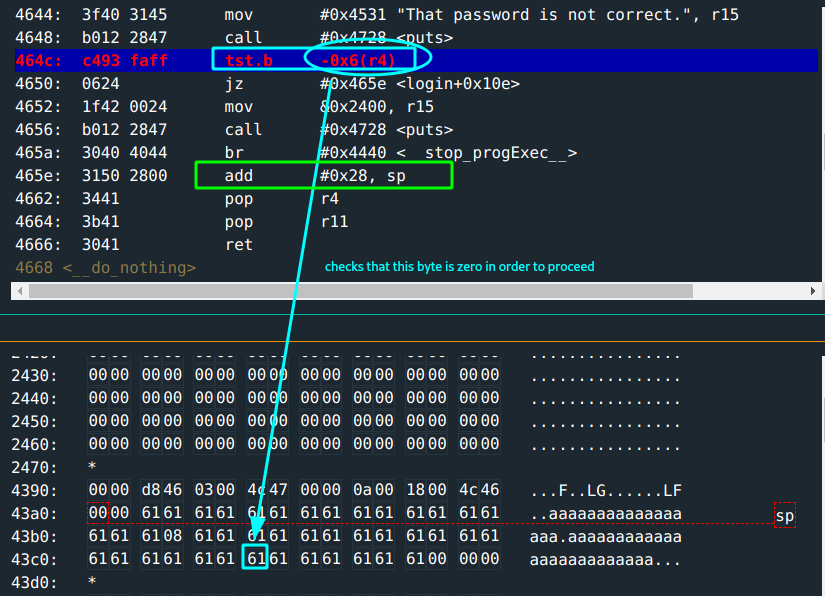 4644: 3f40 3145 mov #0x4531 "That password is not correct.", r15
4648: b012 2847 call #0x4728 <puts>
464c: c493 faff tst.b -0x6(r4)
4650: 0624 jz #0x465e <login+0x10e>
4652: 1f42 0024 mov &0x2400, r15
4656: b012 2847 call #0x4728 <puts>
465a: 3040 4044 br #0x4440 <__stop_progExec__>
465e: 3150 2800 add #0x28, sp
4662: 3441 pop r4
4664: 3b41 pop r11
4666: 3041 ret
4668 <__do_nothing>
checks that this byte is zero in order to proceed
2430: 0000 0000 0000 0000 0000 0000 0000 0000 ................
2440: 0000 0000 0000 0000 0000 0000 0000 0000 ................
2450: 0000 0000 0000 0000 0000 0000 0000 0000 ................
2460: 0000 0000 0000 0000 0000 0000 0000 0000 ................
2470: *
4390: 0000 d846 0300 4c47 0000 0a00 1800 4c46 ...F..LG......LF
43a0: 0000 6161 6161 6161 6161 6161 6161 6161 ..aaaaaaaaaaaaaa
sp
43b0: 6161 6108 6161 6161 6161 6161 6161 6161 aaa.aaaaaaaaaaaa
43c0: 6161 6161 6161 6161 6161 6161 6100 0000 aaaaaaaaaaaaa...
43d0: *